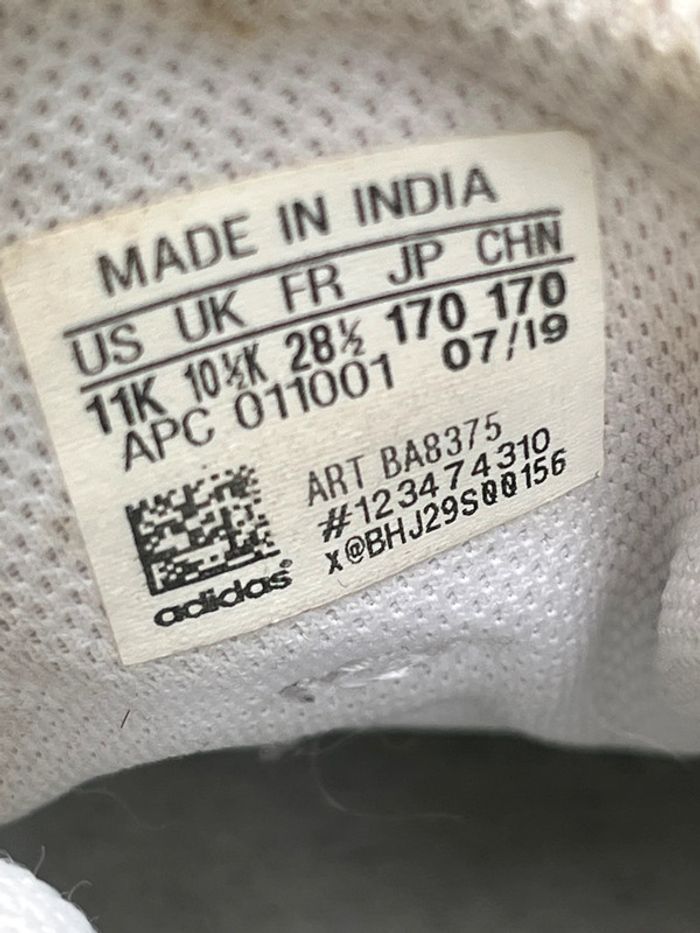 MADE IN INDIA
US UK FR JP CHN
11K 10½K 28½ 170 170
APC 011001 07/19
ART BA8375
#123474310
x@BHJ29S00156
adidas®